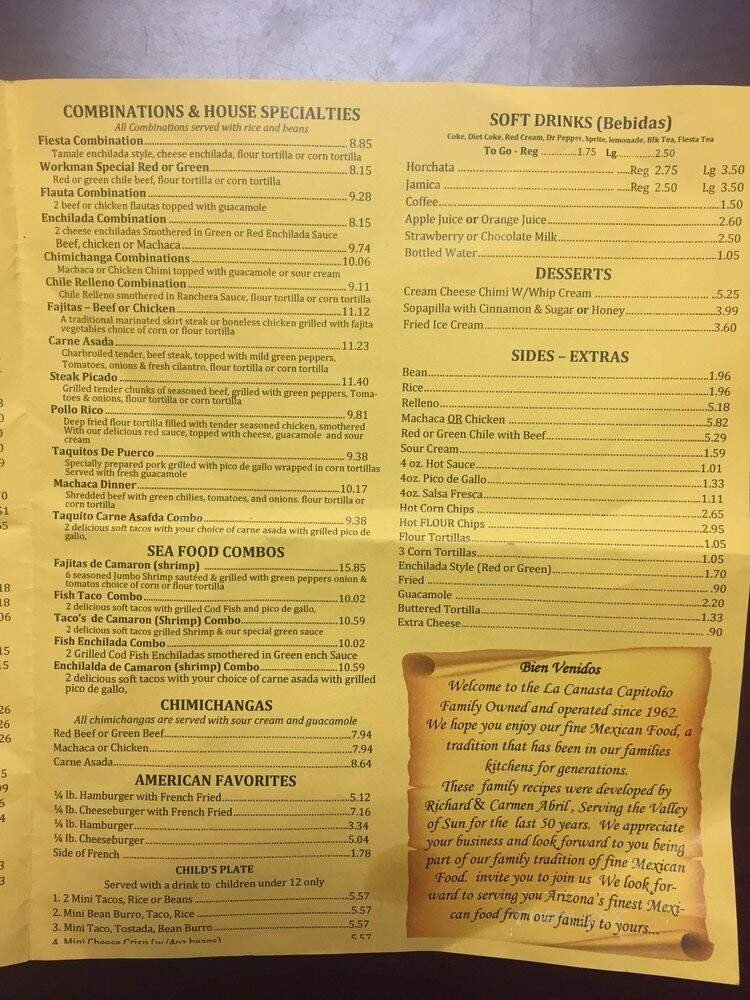 COMBINATIONS & HOUSE SPECIALTIES
All Combinations served with rice and beans
Fiesta Combination 8.85
Tamale enchilada style, cheese enchilada, flour tortilla or corn tortilla
Workman Special Red or Green 8.15
Red or green chile beef, flour tortilla or corn tortilla
Flauta Combination 9.28
2 beef or chicken flautas topped with guacamole
Enchilada Combination 8.15
2 cheese enchiladas Smothered in Green or Red Enchilada Sauce
Beef, chicken or Machaca 9.74
Chimichanga Combinations 10.06
Machaca or Chicken Chimi topped with guacamole or sour cream
Chile Relleno Combination 9.11
Chile Relleno smothered in Ranchera Sauce, flour tortilla or corn tortilla
Fajitas – Beef or Chicken 11.12
A traditional marinated skirt steak or boneless chicken grilled with fajita
vegetables choice of corn or flour tortilla
Carne Asada 11.23
Charbroiled tender, beef steak, topped with mild green peppers,
Tomatoes, onions & fresh cilantro, flour tortilla or corn tortilla
Steak Picado 11.40
Grilled tender chunks of seasoned beef, grilled with green peppers, Toma-
toes & onions, flour tortilla or corn tortilla
Pollo Rico 9.81
Deep fried flour tortilla filled with tender seasoned chicken, smothered
With our delicious red sauce, topped with cheese, guacamole and sour
cream
Taquitos De Puerco 9.38
Specially prepared pork grilled with pico de gallo wrapped in corn tortillas
Served with fresh guacamole
Machaca Dinner 10.17
Shredded beef with green chilies, tomatoes, and onions. flour tortilla or
corn tortilla
Taquito Carne Asafda Combo 9.38
2 delicious soft tacos with your choice of carne asada with grilled pico de
gallo.
SEA FOOD COMBOS
Fajitas de Camaron (shrimp) 15.85
6 seasoned Jumbo Shrimp sautéed & grilled with green peppers onion &
tomatos choice of corn or flour tortilla
Fish Taco Combo 10.02
2 delicious soft tacos with grilled Cod Fish and pico de gallo,
Taco's de Camaron (Shrimp) Combo 10.59
2 delicious soft tacos grilled Shrimp & our special green sauce
Fish Enchilada Combo 10.02
2 Grilled Cod Fish Enchiladas smothered in Green ench Sauce
Enchilalda de Camaron (shrimp) Combo 10.59
2 delicious soft tacos with your choice of carne asada with grilled
pico de gallo,
CHIMICHANGAS
All chimichangas are served with sour cream and guacamole
Red Beef or Green Beef 7.94
Machaca or Chicken 7.94
Carne Asada 8.64
AMERICAN FAVORITES
¼ lb. Hamburger with French Fried 5.12
¼ lb. Cheeseburger with French Fried 7.16
¼ lb. Hamburger 3.34
¼ lb. Cheeseburger 5.04
Side of French 1.78
CHILD'S PLATE
Served with a drink to children under 12 only
1. 2 Mini Tacos, Rice or Beans 5.57
2. Mini Bean Burro, Taco, Rice 5.57
3. Mini Taco, Tostada, Bean Burro 5.57
4. Mini Cheese Crisp (w/4oz beans) 5.57
SOFT DRINKS (Bebidas)
Coke, Diet Coke, Red Cream, Dr Pepper, Sprite, lemonade, Blk Tea, Fiesta Tea
To Go - Reg 1.75 Lg 2.50
Horchata Reg 2.75 Lg 3.50
Jamica Reg 2.50 Lg 3.50
Coffee 1.50
Apple Juice or Orange Juice 2.60
Strawberry or Chocolate Milk 2.50
Bottled Water 1.05
DESSERTS
Cream Cheese Chimi W/Whip Cream 5.25
Sopapilla with Cinnamon & Sugar or Honey 3.99
Fried Ice Cream 3.60
SIDES – EXTRAS
Bean 1.96
Rice 1.96
Relleno 5.18
Machaca OR Chicken 5.82
Red or Green Chile with Beef 5.29
Sour Cream 1.59
4 oz. Hot Sauce 1.01
4oz. Pico de Gallo 1.33
4oz. Salsa Fresca 1.11
Hot Corn Chips 2.65
Hot FLOUR Chips 2.95
Flour Tortillas 1.05
3 Corn Tortillas 1.05
Enchilada Style (Red or Green) 1.70
Fried .90
Guacamole 2.20
Buttered Tortilla 1.33
Extra Cheese .90
Bien Venidos
Welcome to the La Canasta Capitolio
Family Owned and operated since 1962.
We hope you enjoy our fine Mexican Food, a
tradition that has been in our families
kitchens for generations.
These family recipes were developed by
Richard & Carmen Abril, Serving the Valley
of Sun for the last 50 years. We appreciate
your business and look forward to you being
part of our family tradition of fine Mexican
Food. invite you to join us We look for-
ward to serving you Arizona's finest Mexi-
can food from our family to yours...